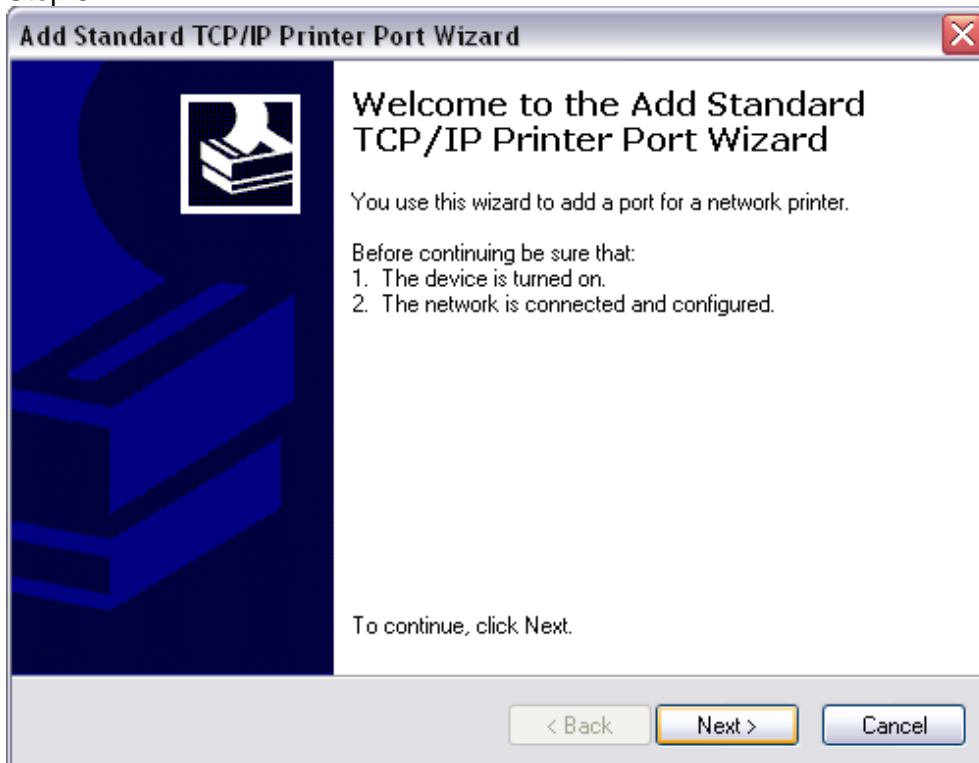 Add Standard TCP/IP Printer Port Wizard
Welcome to the Add Standard
TCP/IP Printer Port Wizard
You use this wizard to add a port for a network printer.
Before continuing be sure that:
1. The device is turned on.
2. The network is connected and configured.
To continue, click Next.
< Back
Next >
Cancel